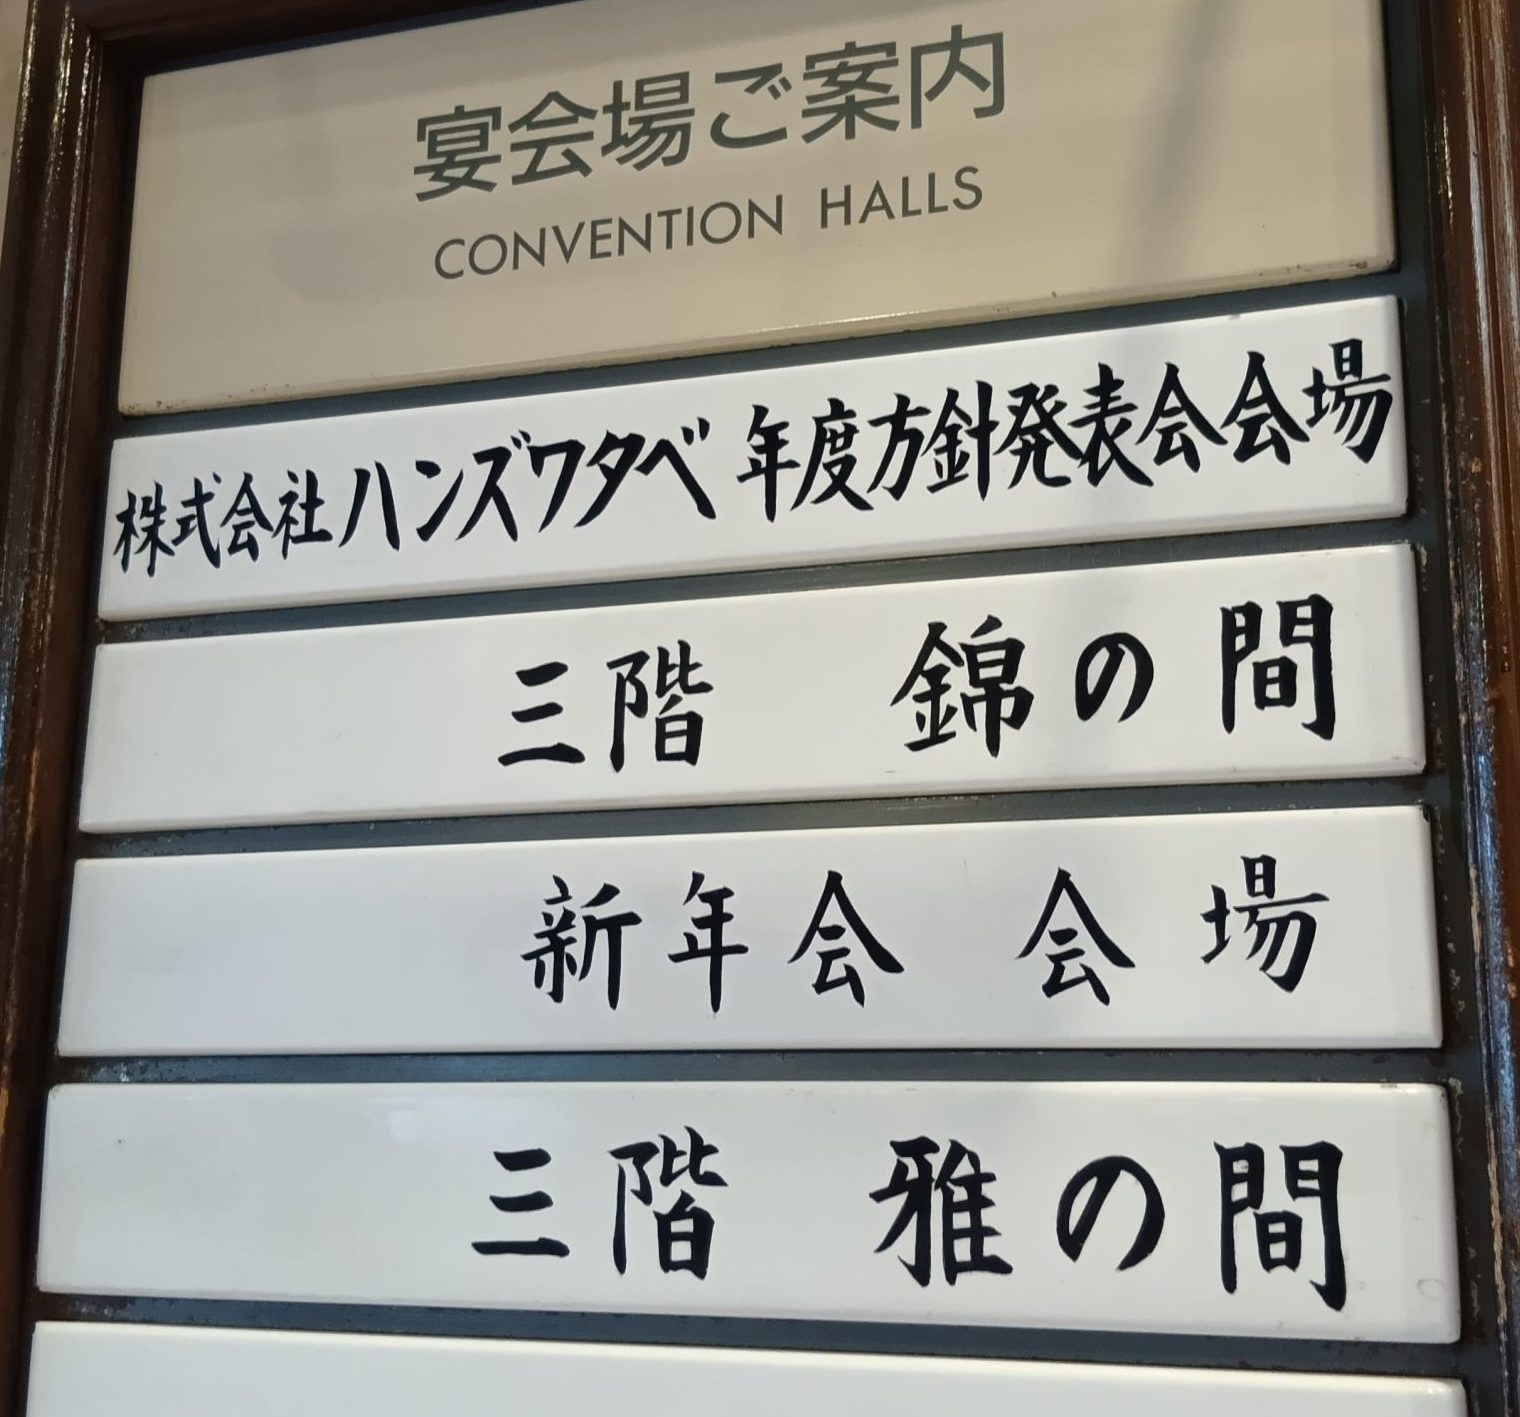 宴会場ご案内
CONVENTION HALLS
株式会社ハンズワタベ 年度方針発表会会場
三階 錦の間
新年会 会場
三階 雅の間